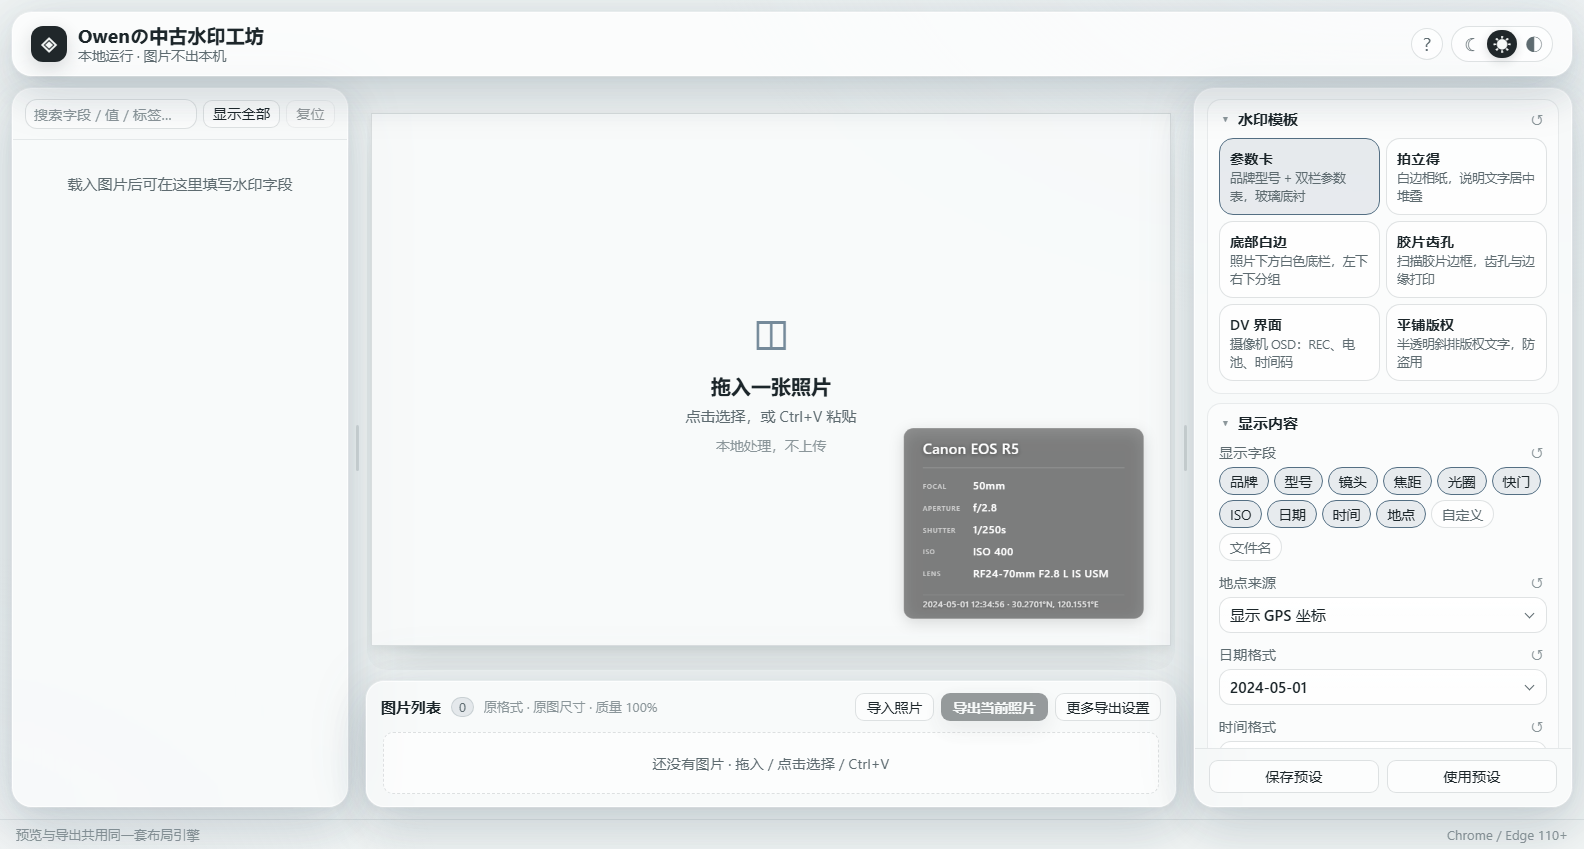 Owenの中古水印工坊
本地运行 · 图片不出本机
?
搜索字段 / 值 / 标签...
显示全部
复位
载入图片后可在这里填写水印字段
拖入一张照片
点击选择，或 Ctrl+V 粘贴
本地处理，不上传
Canon EOS R5
FOCAL 50mm
APERTURE f/2.8
SHUTTER 1/250s
ISO ISO 400
LENS RF24-70mm F2.8 L IS USM
2024-05-01 12:34:56 · 30.2701°N, 120.1551°E
图片列表 0 原格式 · 原图尺寸 · 质量 100%
导入照片
导出当前照片
更多导出设置
还没有图片 · 拖入 / 点击选择 / Ctrl+V
水印模板
参数卡
品牌型号 + 双栏参数
表，玻璃底衬
拍立得
白边相纸，说明文字居中
堆叠
底部白边
照片下方白色底栏，左下
右下分组
胶片齿孔
扫描胶片边框，齿孔与边
缘打印
DV 界面
摄像机 OSD：REC、电
池、时间码
平铺版权
半透明斜排版权文字，防
盗用
显示内容
显示字段
品牌 型号 镜头 焦距 光圈 快门
ISO 日期 时间 地点 自定义
文件名
地点来源
显示 GPS 坐标
日期格式
2024-05-01
时间格式
保存预设
使用预设
预览与导出共用同一套布局引擎
Chrome / Edge 110+